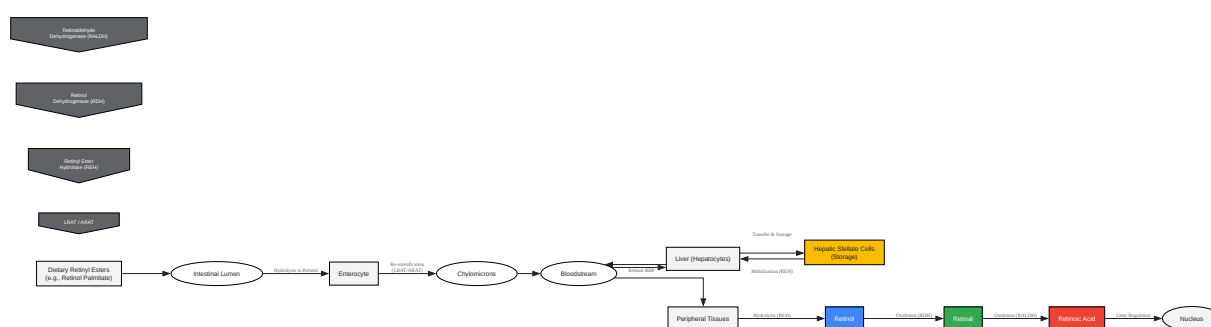 Retinaldehyde
Dehydrogenase (RALDH)
Retinol
Dehydrogenase (RDH)
Retinyl Ester
Hydrolase (REH)
LRAT / ARAT
Dietary Retinyl Esters
(e.g., Retinol Palmitate)
Intestinal Lumen
Hydrolysis to Retinol
Enterocyte
Re-esterification
(LRAT/ARAT)
Chylomicrons
Bloodstream
Retinol-RBP
Liver (Hepatocytes)
Transfer & Storage
Mobilization (REH)
Hepatic Stellate Cells
(Storage)
Peripheral Tissues
Hydrolysis (REH)
Retinol
Oxidation (RDH)
Retinal
Oxidation (RALDH)
Retinoic Acid
Gene Regulation
Nucleus